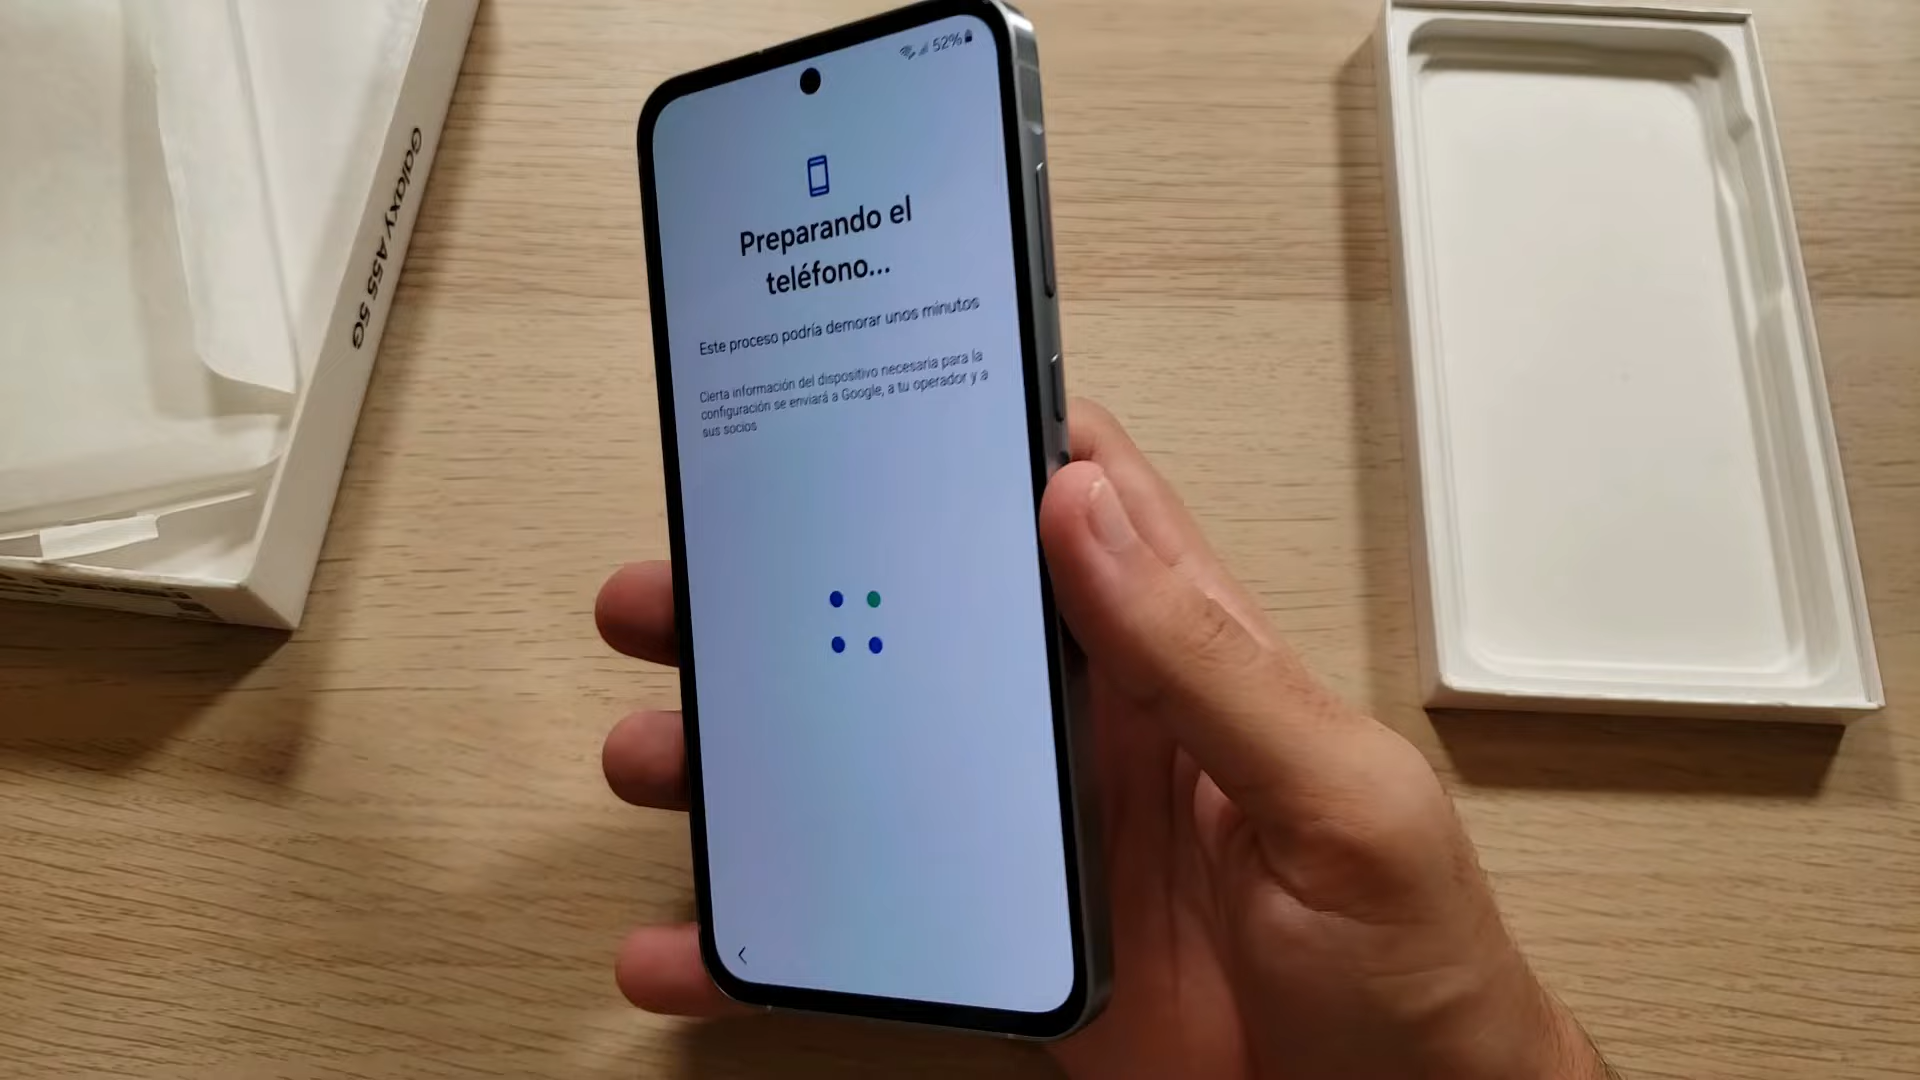 52%
Preparando el
teléfono...
Este proceso podría demorar unos minutos
Cierta información del dispositivo necesaria para la
configuración se enviará a Google, a tu operador y a
sus socios
Galaxy A55 5G